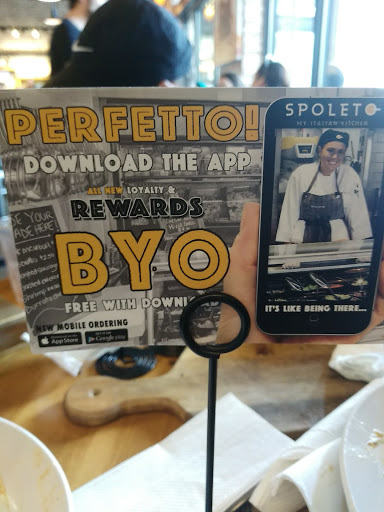 PERFETTO!
DOWNLOAD THE APP
ALL NEW LOYALTY &
REWARDS
BYO
FREE WITH
NEW MOBILE ORDERING
App Store
Google play
SPOLETO
MY ITALIAN KITCHEN
IT'S LIKE BEING THERE...